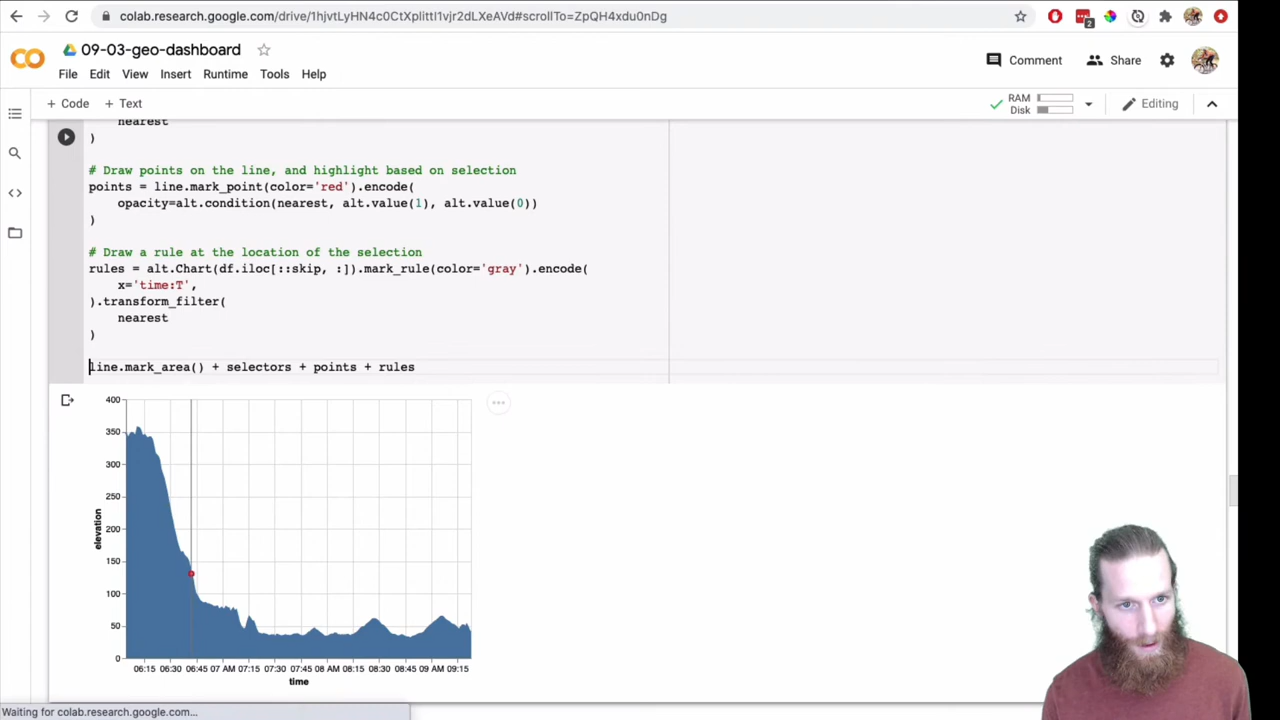 colab.research.google.com/drive/1hjvtLyHN4c0CtXplittI1vjr2dLXeAVd#scrollTo=ZpQH4xdu0nDg
2
09-03-geo-dashboard
File Edit View Insert Runtime Tools Help
Comment
Share
+ Code + Text
RAM
Disk
Editing
nearest
)
# Draw points on the line, and highlight based on selection
points = line.mark_point(color='red').encode(
opacity=alt.condition(nearest, alt.value(1), alt.value(0))
)
# Draw a rule at the location of the selection
rules = alt.Chart(df.iloc[::skip, :]).mark_rule(color='gray').encode(
x='time:T',
).transform_filter(
nearest
)
line.mark_area() + selectors + points + rules
400
350
300
250
200
150
100
50
0
elevation
06:15 06:30 06:45 07 AM 07:15 07:30 07:45 08 AM 08:15 08:30 08:45 09 AM 09:15
time
Waiting for colab.research.google.com...